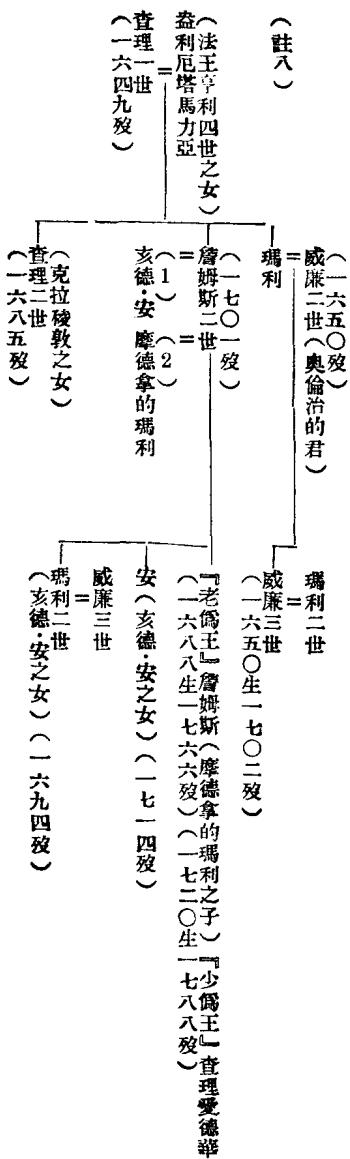 （註八）
（法王亨利四世之女）
盎利厄塔馬力亞
=
查理一世
（一六四九歿）
（一六五〇歿）
威廉二世（奧倫治的君）
=
瑪利
（一七〇一歿）
詹姆斯二世
= =
（1）（2）
亥德·安 摩德拿的瑪利
（克拉稜敦之女）
查理二世
（一六八五歿）
瑪利二世
=
威廉三世
（一六五〇生一七〇二歿）
『老僞王』詹姆斯（摩德拿的瑪利之子）『少僞王』查理愛德華
（一六八八生一七六六歿）（一七二〇生一七八八歿）
安（亥德·安之女）（一七一四歿）
威廉三世
=
瑪利二世
（亥德·安之女）（一六九四歿）